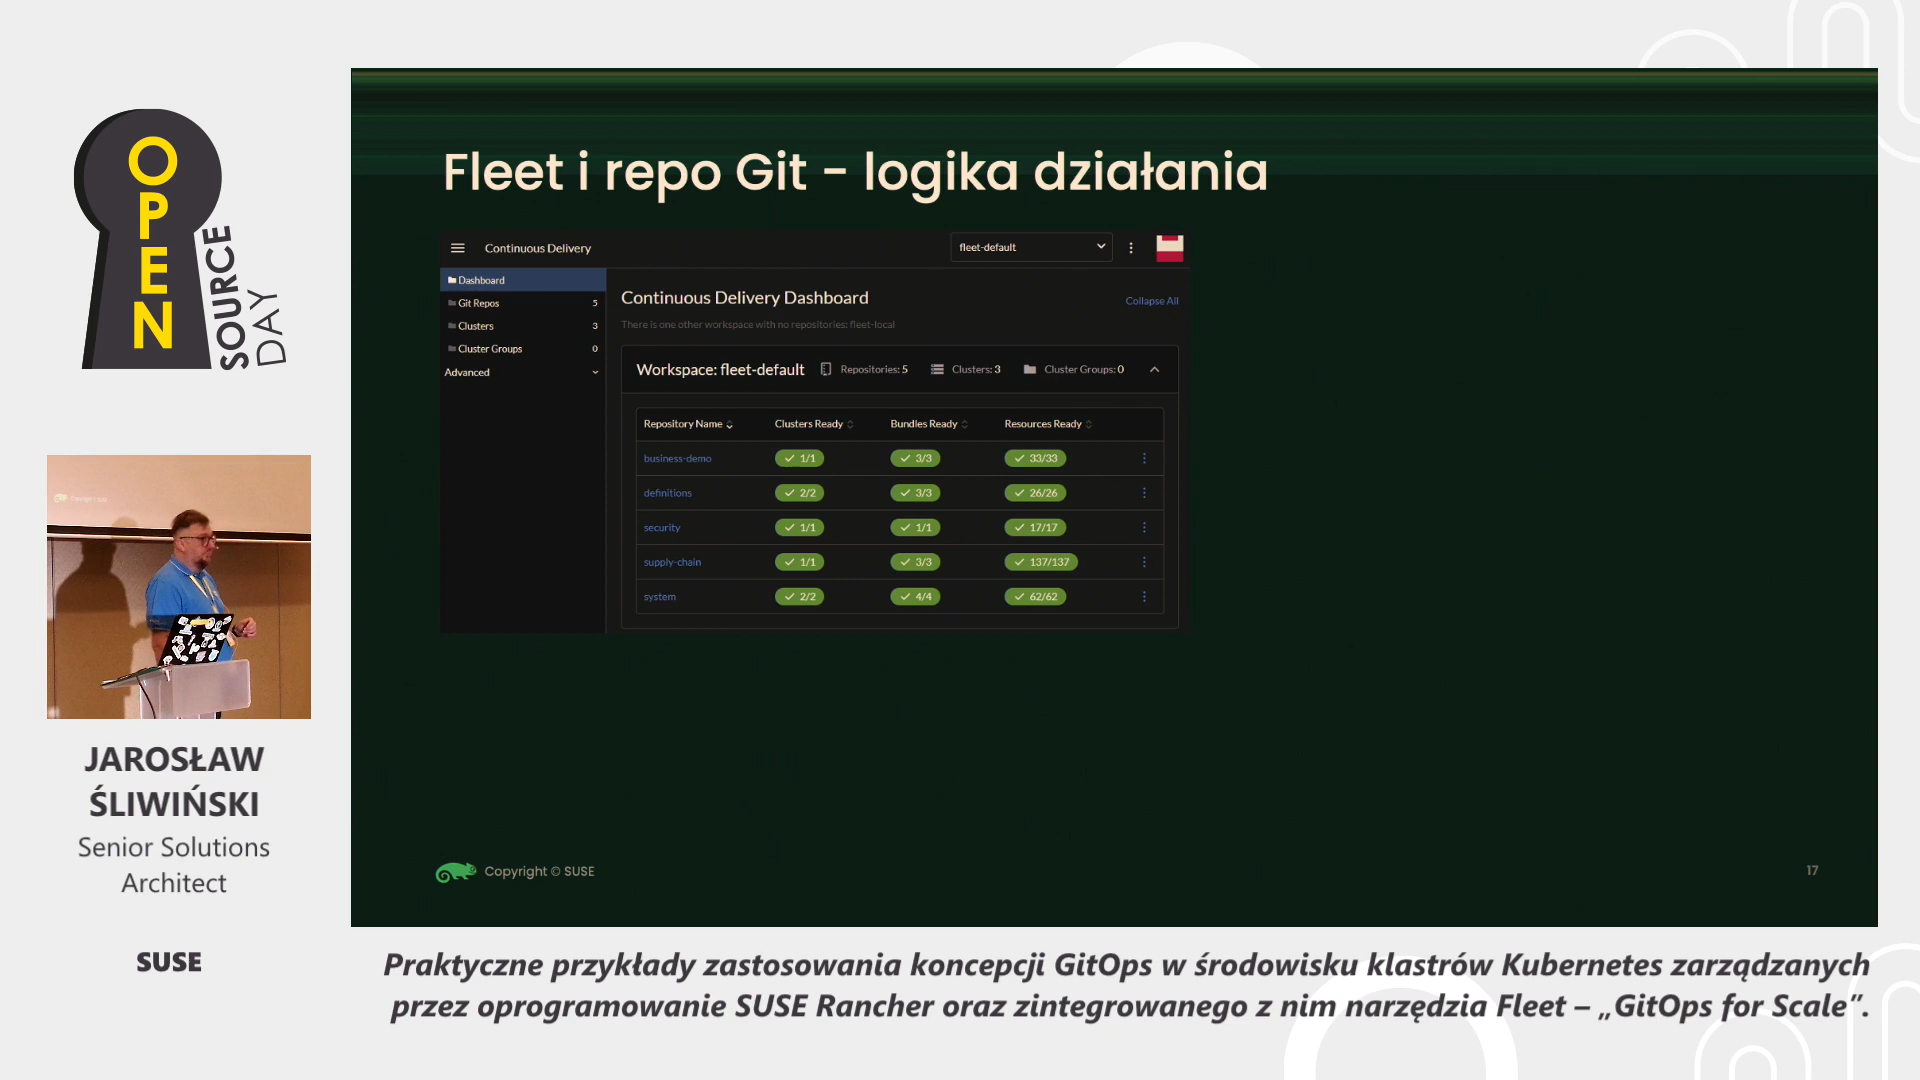 OPEN
SOURCE
DAY
JAROSŁAW
ŚLIWIŃSKI
Senior Solutions
Architect
SUSE
Fleet i repo Git - logika działania
Continuous Delivery
fleet-default
Dashboard
Git Repos 5
Clusters 3
Cluster Groups 0
Advanced
Continuous Delivery Dashboard
Collapse All
There is one other workspace with no repositories: fleet-local
Workspace: fleet-default Repositories: 5 Clusters: 3 Cluster Groups: 0
Repository Name Clusters Ready Bundles Ready Resources Ready
business-demo 1/1 3/3 33/33
definitions 2/2 3/3 26/26
security 1/1 1/1 17/17
supply-chain 1/1 3/3 137/137
system 2/2 4/4 62/62
Copyright © SUSE
17
Praktyczne przykłady zastosowania koncepcji GitOps w środowisku klastrów Kubernetes zarządzanych
przez oprogramowanie SUSE Rancher oraz zintegrowanego z nim narzędzia Fleet – „GitOps for Scale”.